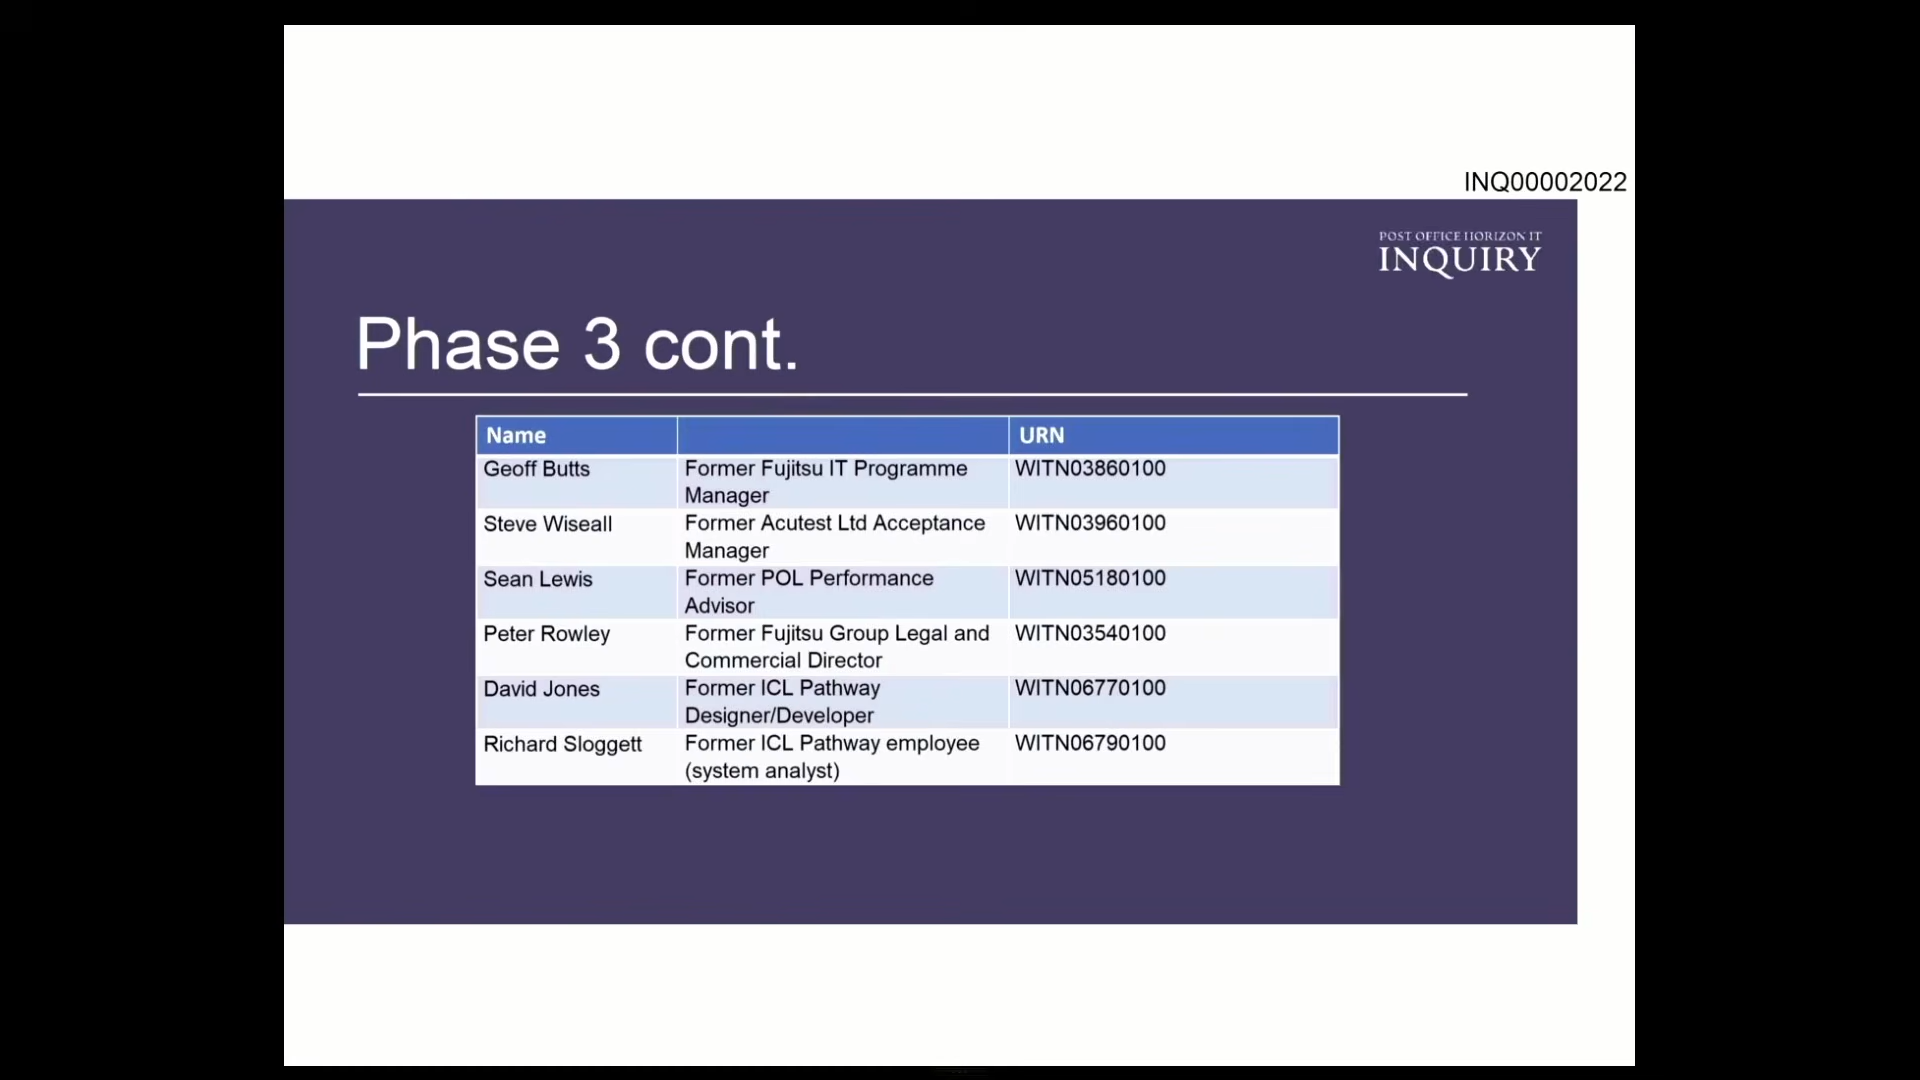 INQ00002022
POST OFFICE HORIZON IT
INQUIRY
Phase 3 cont.
Name URN
Geoff Butts Former Fujitsu IT Programme WITN03860100
Manager
Steve Wiseall Former Acutest Ltd Acceptance WITN03960100
Manager
Sean Lewis Former POL Performance WITN05180100
Advisor
Peter Rowley Former Fujitsu Group Legal and WITN03540100
Commercial Director
David Jones Former ICL Pathway WITN06770100
Designer/Developer
Richard Sloggett Former ICL Pathway employee WITN06790100
(system analyst)